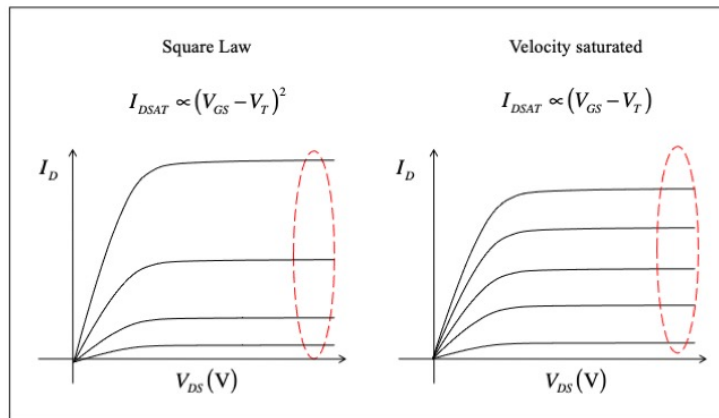 Square Law
I_DSAT ∝ (V_GS − V_T)²
I_D
V_DS (V)
Velocity saturated
I_DSAT ∝ (V_GS − V_T)
I_D
V_DS (V)